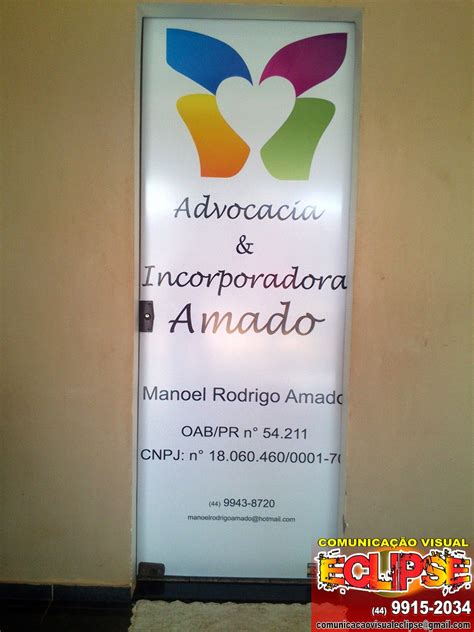 Advocacia
&
Incorporadora
Amado
Manoel Rodrigo Amado
OAB/PR n° 54.211
CNPJ: n° 18.060.460/0001-70
(44) 9943-8720
manoelrodrigoamado@hotmail.com
COMUNICAÇÃO VISUAL
ECLIPSE
(44) 9915-2034
comunicacaovisualeclipse@gmail.com